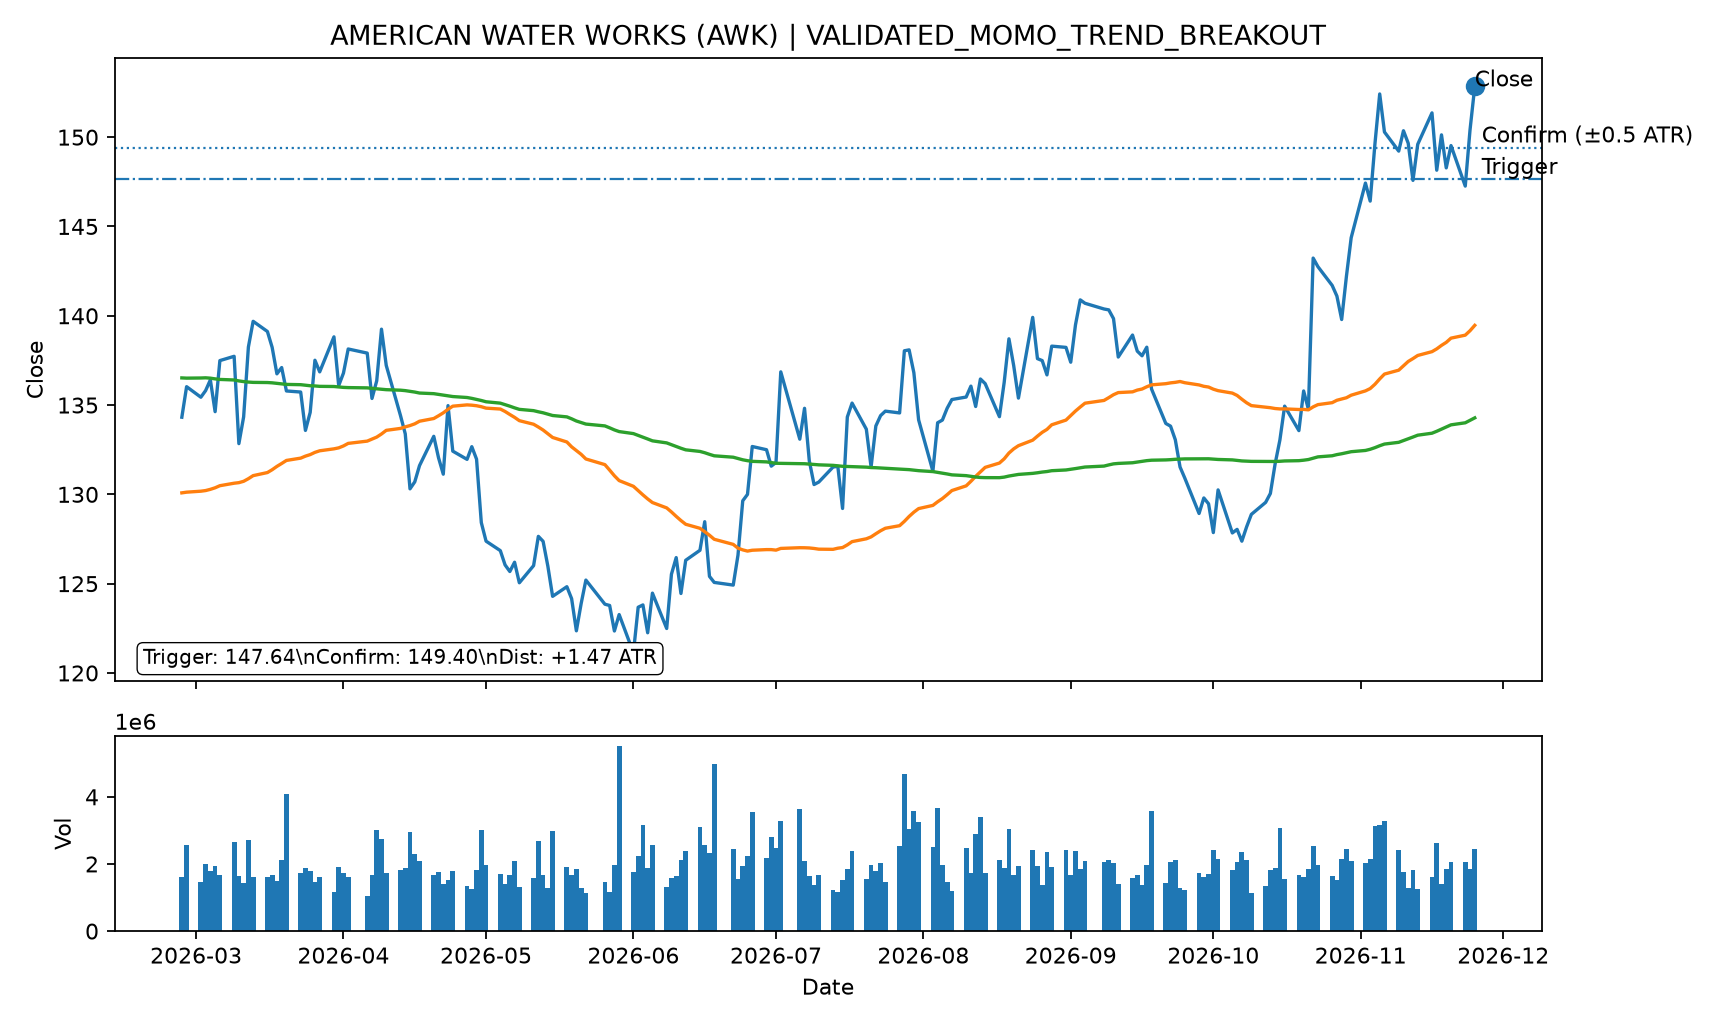 AMERICAN WATER WORKS (AWK) | VALIDATED_MOMO_TREND_BREAKOUT
Close
150
145
140
135
130
125
120
Close
Confirm (±0.5 ATR)
Trigger
Trigger: 147.64\nConfirm: 149.40\nDist: +1.47 ATR
1e6
Vol
4
2
0
2026-03 2026-04 2026-05 2026-06 2026-07 2026-08 2026-09 2026-10 2026-11 2026-12
Date